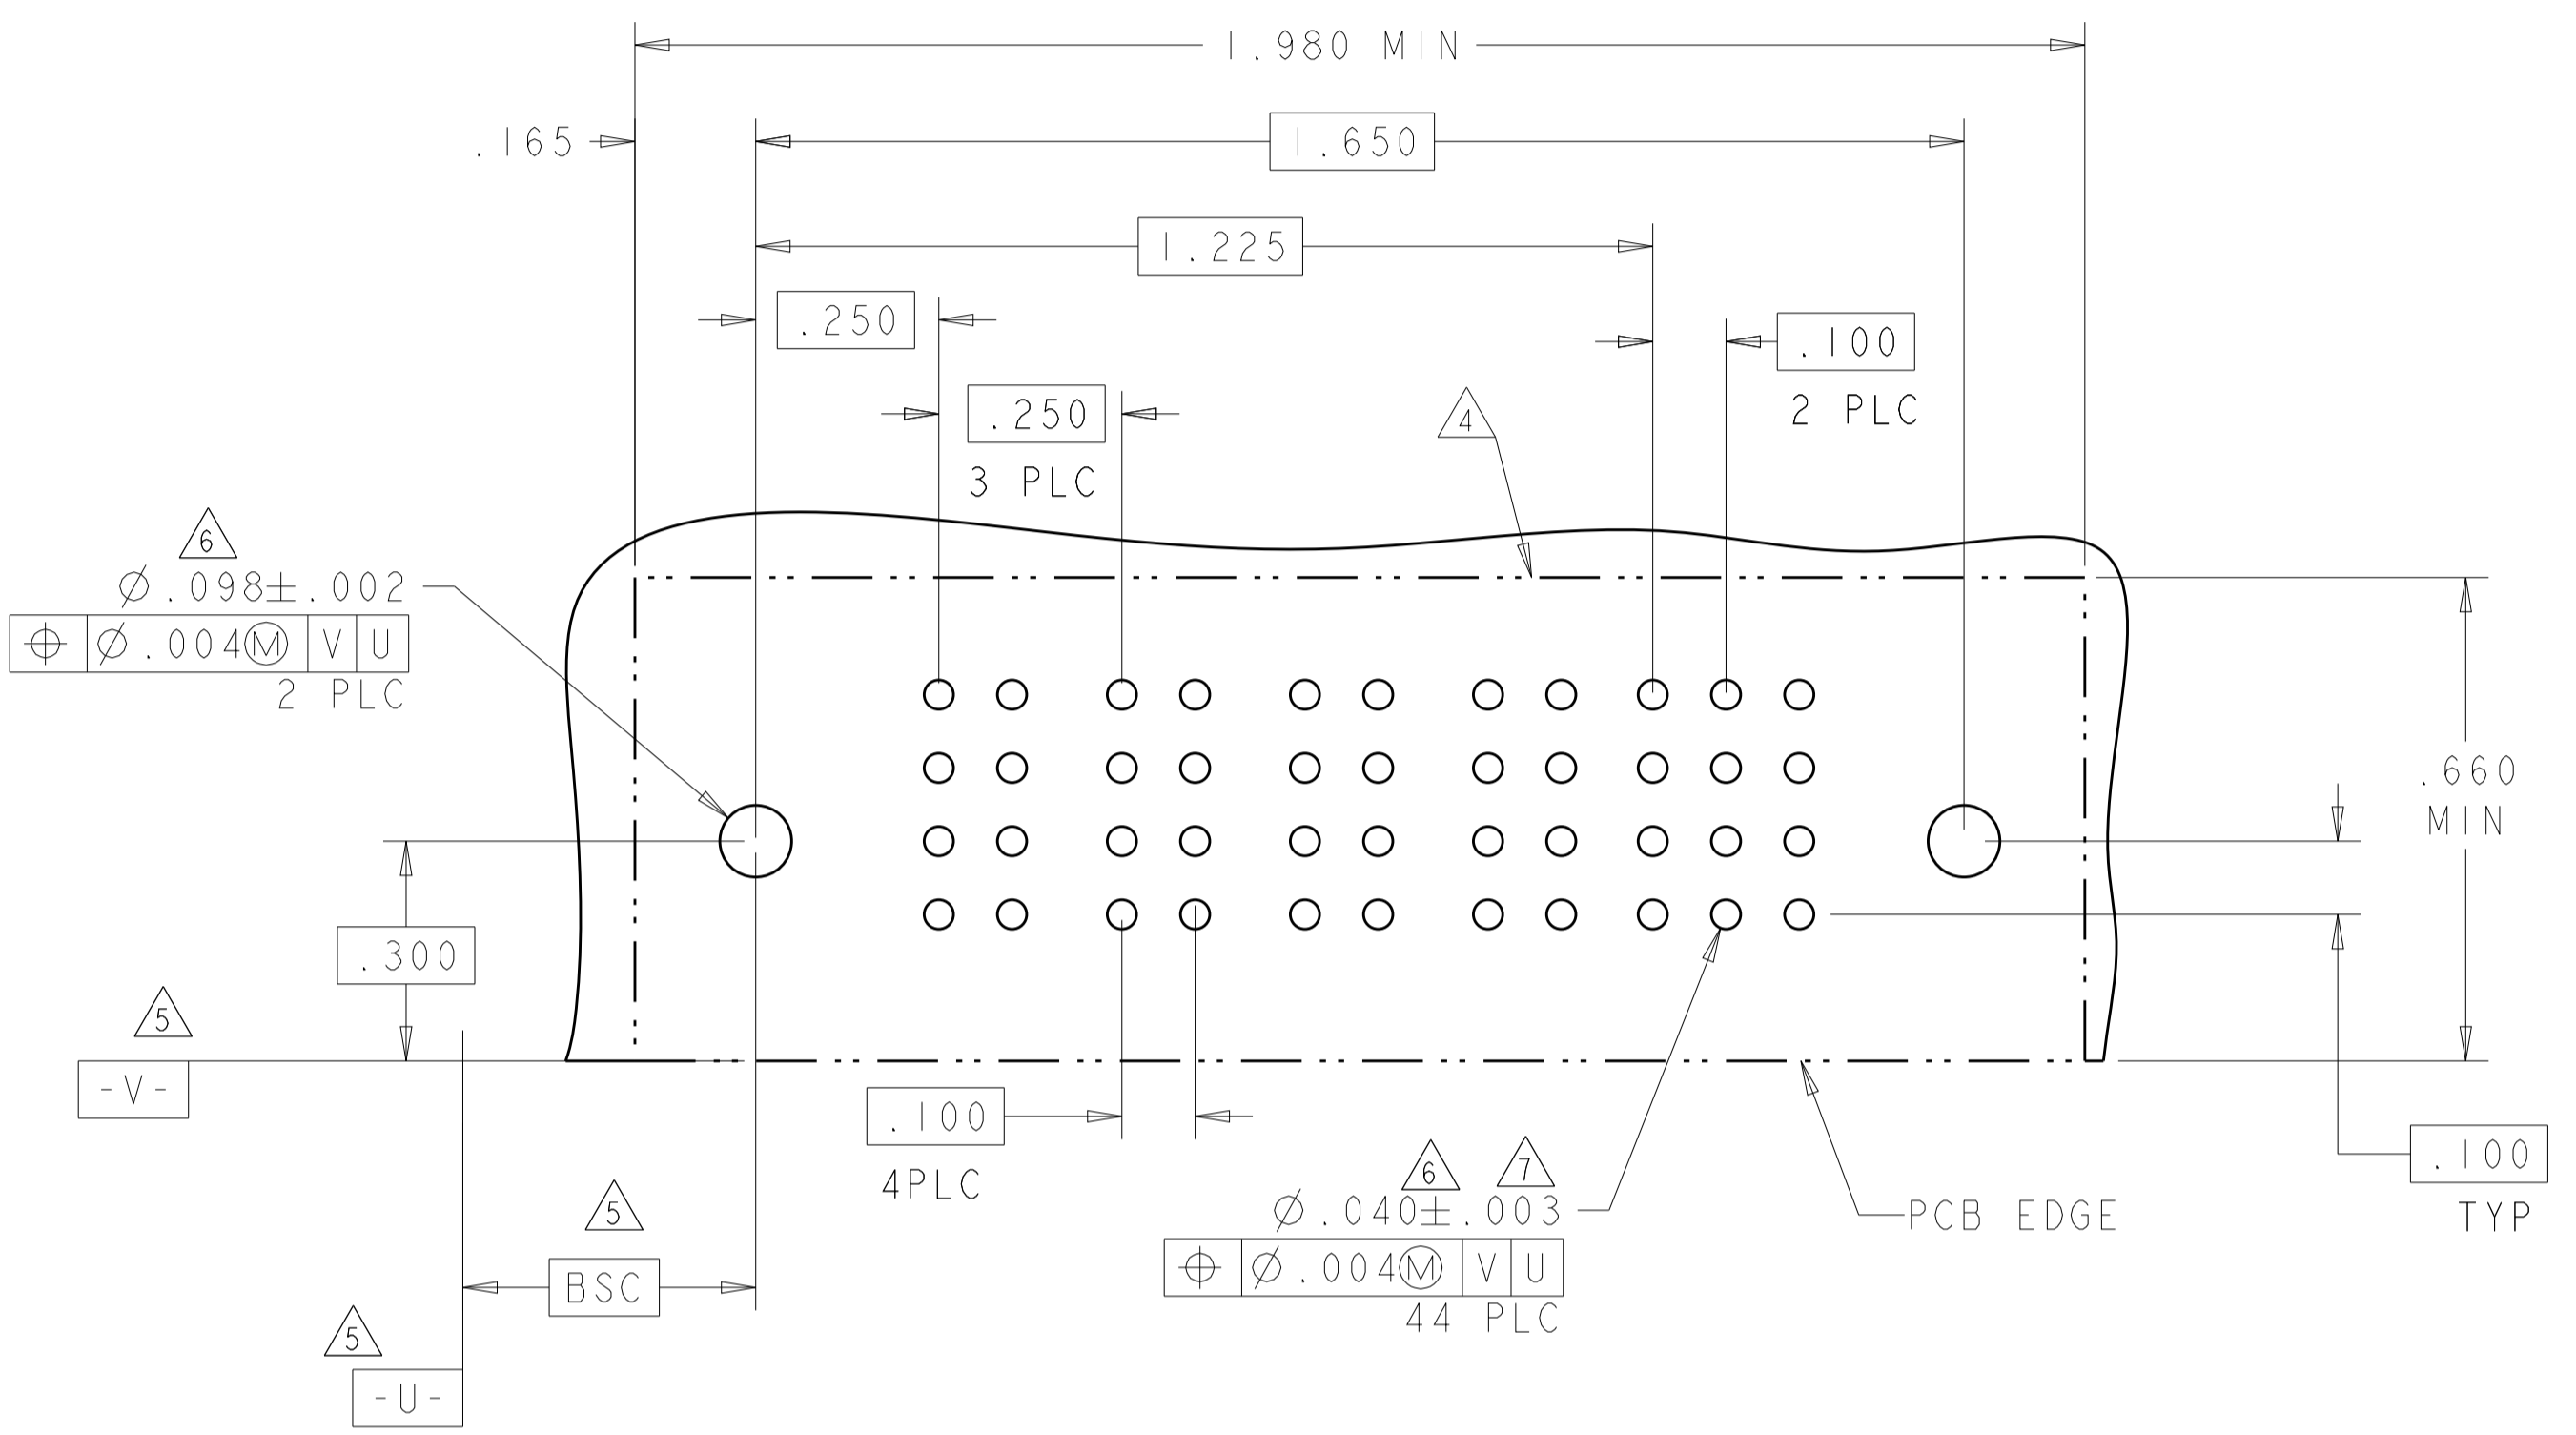 1.980 MIN
.165
1.650
1.225
.250
.100
2 PLC
.250
3 PLC
4
6
Ø.098±.002
⌖ Ø.004Ⓜ V U
2 PLC
.660
MIN
.300
5
-V-
.100
4PLC
5
BSC
5
-U-
6 7
Ø.040±.003
⌖ Ø.004Ⓜ V U
44 PLC
PCB EDGE
.100
TYP